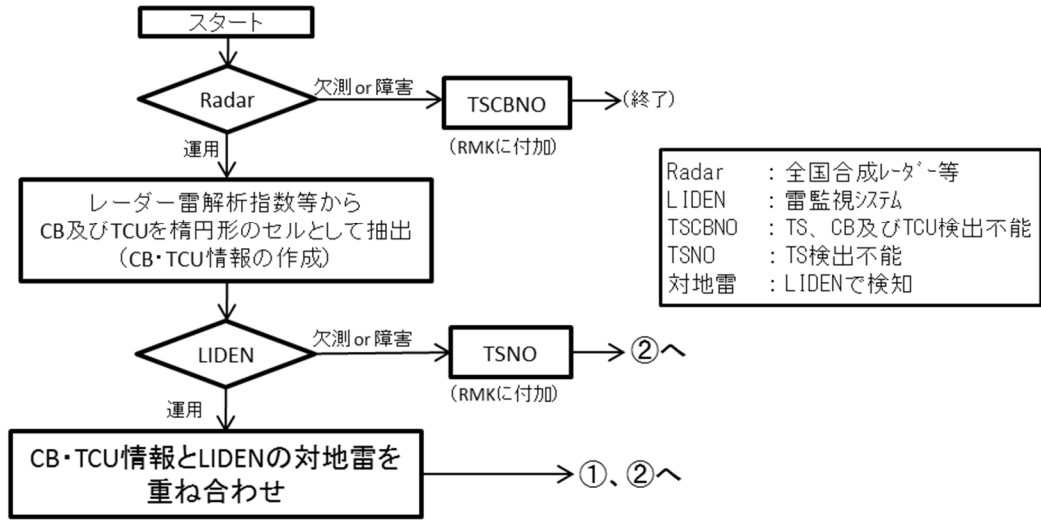 スタート
Radar
欠測or障害
TSCBNO
(終了)
(RMKに付加)
運用
レーダー雷解析指数等から
CB及びTCUを楕円形のセルとして抽出
(CB・TCU情報の作成)
Radar : 全国合成ﾚｰﾀﾞｰ等
LIDEN : 雷監視ｼｽﾃﾑ
TSCBNO : TS、CB及びTCU検出不能
TSNO : TS検出不能
対地雷 : LIDENで検知
LIDEN
欠測or障害
TSNO
②へ
(RMKに付加)
運用
CB・TCU情報とLIDENの対地雷を
重ね合わせ
①、②へ